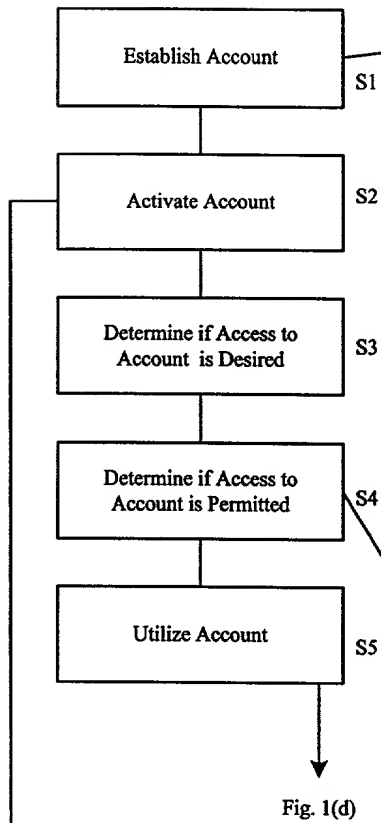 Establish Account
S1
Activate Account
S2
Determine if Access to
Account is Desired
S3
Determine if Access to
Account is Permitted
S4
Utilize Account
S5
Fig. 1(d)